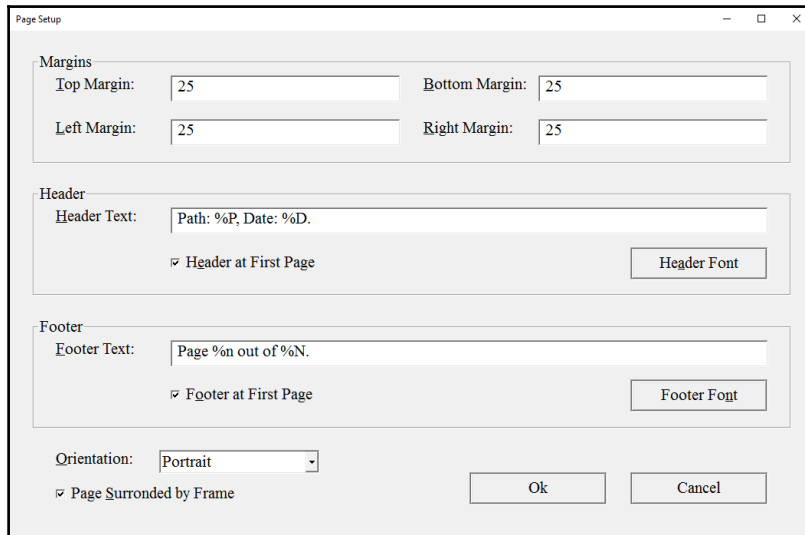 Page Setup
Margins
Top Margin: 25 Bottom Margin: 25
Left Margin: 25 Right Margin: 25
Header
Header Text: Path: %P, Date: %D.
Header at First Page Header Font
Footer
Footer Text: Page %n out of %N.
Footer at First Page Footer Font
Orientation: Portrait
Page Surronded by Frame Ok Cancel